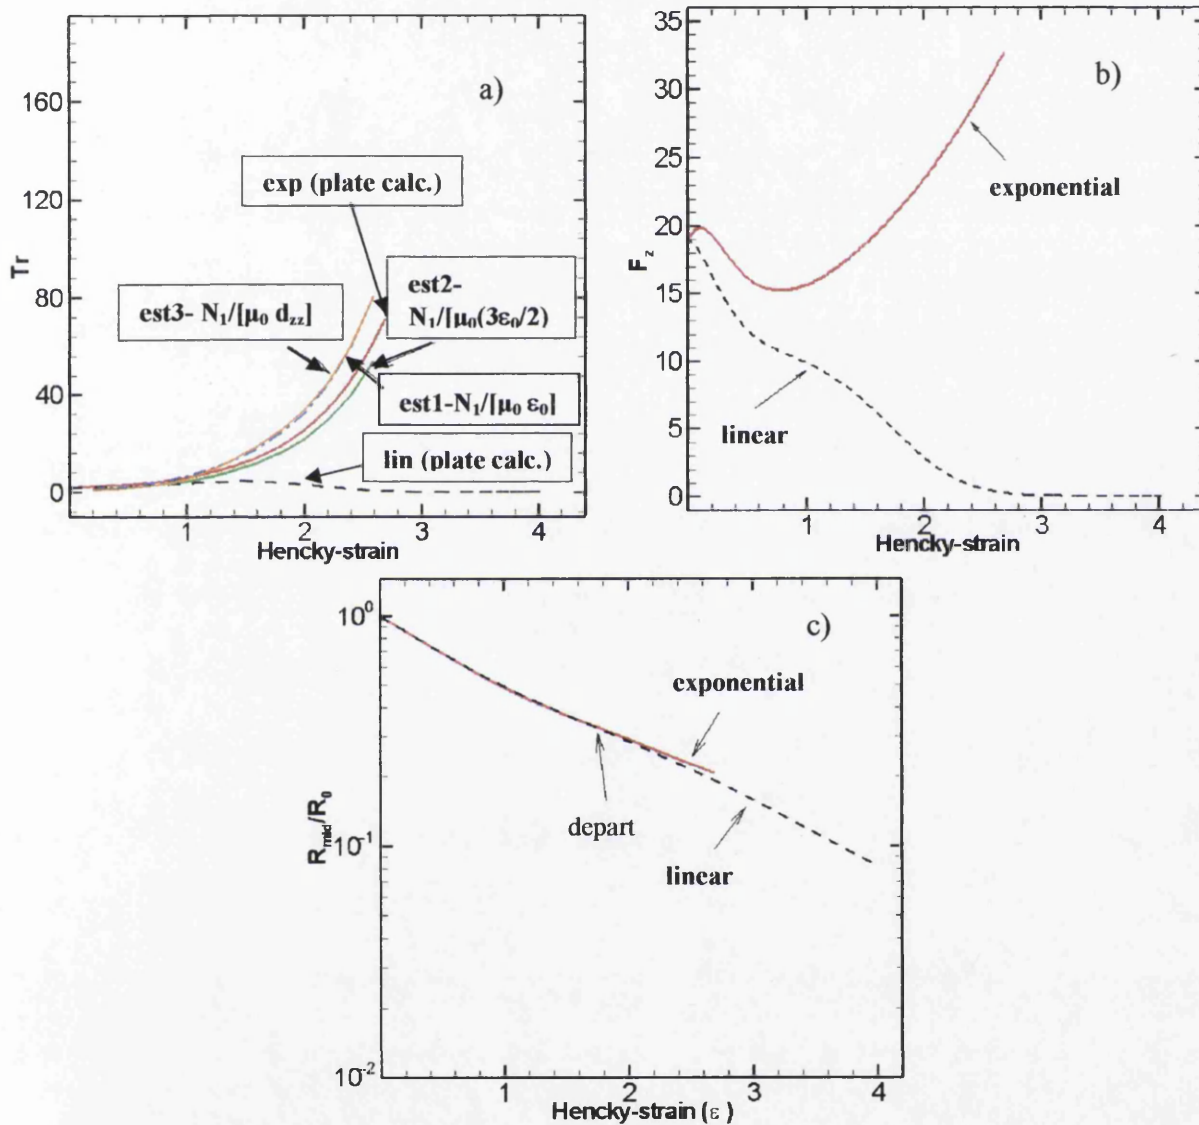 a)
160
120
80
40
0
Tr
exp (plate calc.)
est3- N₁/[μ₀ d_zz]
est2-
N₁/[μ₀(3ε₀/2)
est1-N₁/[μ₀ ε₀]
lin (plate calc.)
1 2 3 4
Hencky-strain
b)
35
30
25
20
15
10
5
0
F_z
exponential
linear
1 2 3 4
Hencky-strain
c)
10⁰
10⁻¹
10⁻²
R_mid/R₀
exponential
depart
linear
1 2 3 4
Hencky-strain (ε )